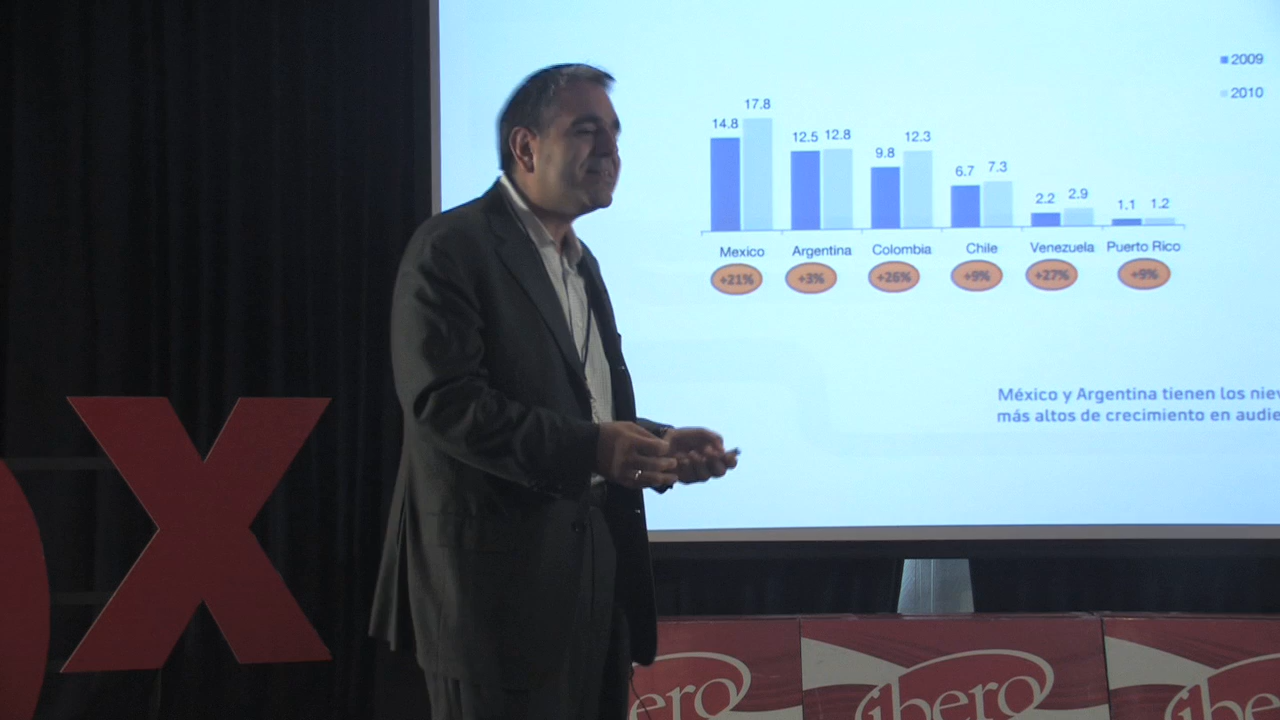 2009
2010
14.8 17.8 12.5 12.8 9.8 12.3 6.7 7.3 2.2 2.9 1.1 1.2
Mexico Argentina Colombia Chile Venezuela Puerto Rico
+21% +3% +26% +9% +27% +9%
México y Argentina tienen los
más altos de crecimiento en
X
ibero